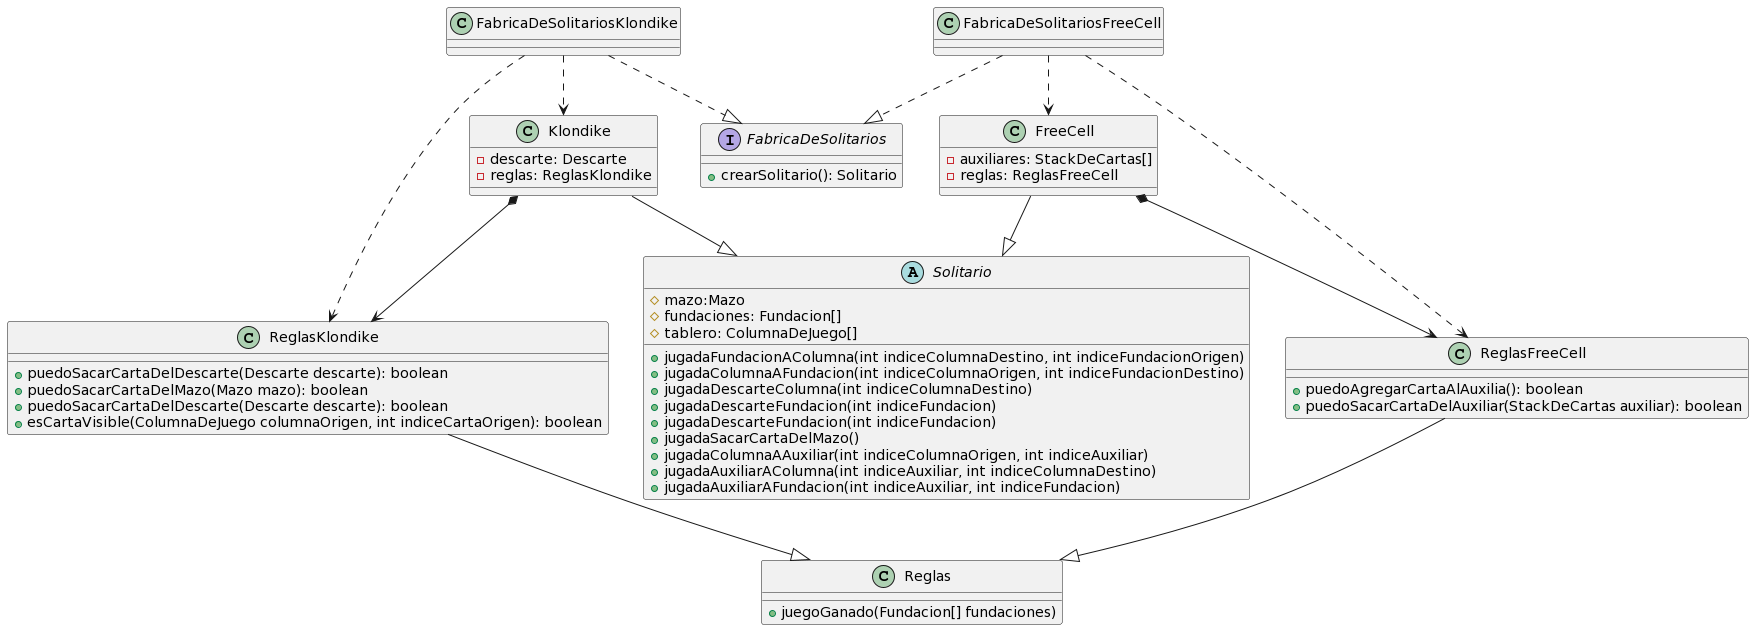 C FabricaDeSolitariosKlondike
C FabricaDeSolitariosFreeCell
C Klondike
descarte: Descarte
reglas: ReglasKlondike
I FabricaDeSolitarios
crearSolitario(): Solitario
C FreeCell
auxiliares: StackDeCartas[]
reglas: ReglasFreeCell
A Solitario
mazo:Mazo
fundaciones: Fundacion[]
tablero: ColumnaDeJuego[]
jugadaFundacionAColumna(int indiceColumnaDestino, int indiceFundacionOrigen)
jugadaColumnaAFundacion(int indiceColumnaOrigen, int indiceFundacionDestino)
jugadaDescarteColumna(int indiceColumnaDestino)
jugadaDescarteFundacion(int indiceFundacion)
jugadaDescarteFundacion(int indiceFundacion)
jugadaSacarCartaDelMazo()
jugadaColumnaAAuxiliar(int indiceColumnaOrigen, int indiceAuxiliar)
jugadaAuxiliarAColumna(int indiceAuxiliar, int indiceColumnaDestino)
jugadaAuxiliarAFundacion(int indiceAuxiliar, int indiceFundacion)
C ReglasKlondike
puedoSacarCartaDelDescarte(Descarte descarte): boolean
puedoSacarCartaDelMazo(Mazo mazo): boolean
puedoSacarCartaDelDescarte(Descarte descarte): boolean
esCartaVisible(ColumnaDeJuego columnaOrigen, int indiceCartaOrigen): boolean
C ReglasFreeCell
puedoAgregarCartaAlAuxilia(): boolean
puedoSacarCartaDelAuxiliar(StackDeCartas auxiliar): boolean
C Reglas
juegoGanado(Fundacion[] fundaciones)